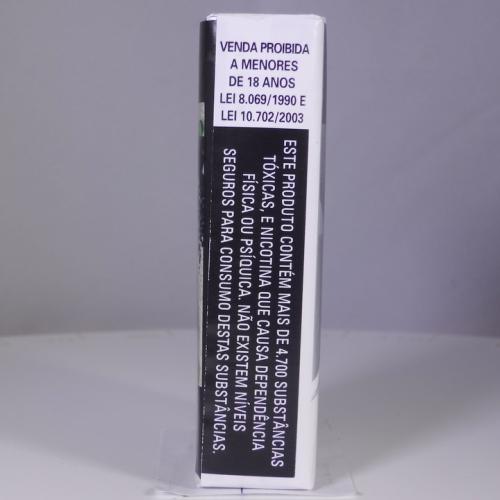 VENDA PROIBIDA
A MENORES
DE 18 ANOS
LEI 8.069/1990 E
LEI 10.702/2003
ESTE PRODUTO CONTÉM MAIS DE 4.700 SUBSTÂNCIAS
TÓXICAS, E NICOTINA QUE CAUSA DEPENDÊNCIA
FÍSICA OU PSÍQUICA. NÃO EXISTEM NÍVEIS
SEGUROS PARA CONSUMO DESTAS SUBSTÂNCIAS.